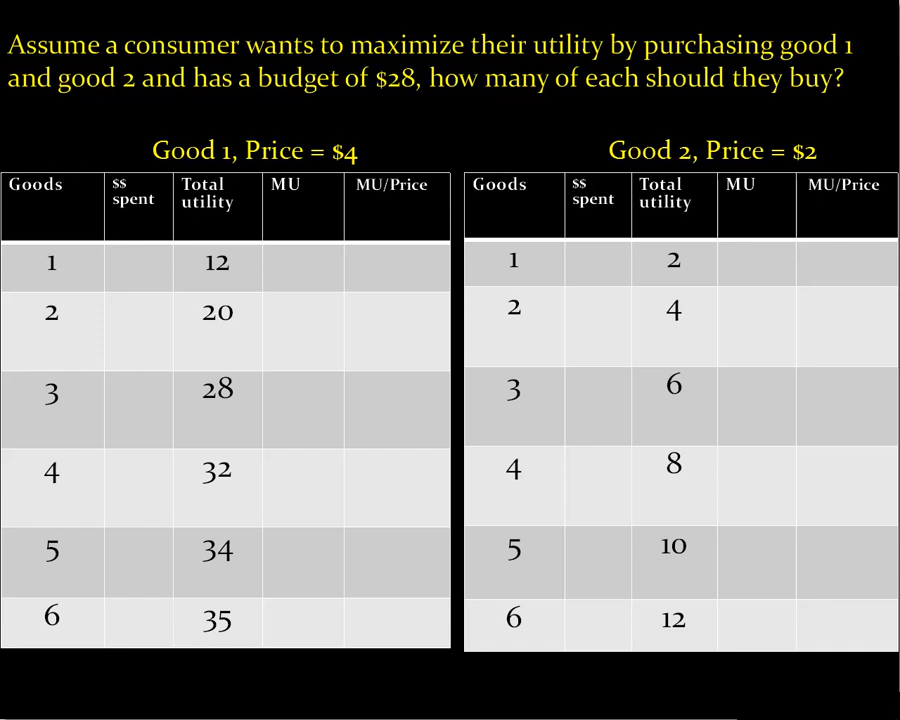 Assume a consumer wants to maximize their utility by purchasing good 1
and good 2 and has a budget of $28, how many of each should they buy?
Good 1, Price = $4
Goods $$ spent Total utility MU MU/Price
1 12
2 20
3 28
4 32
5 34
6 35
Good 2, Price = $2
Goods $$ spent Total utility MU MU/Price
1 2
2 4
3 6
4 8
5 10
6 12